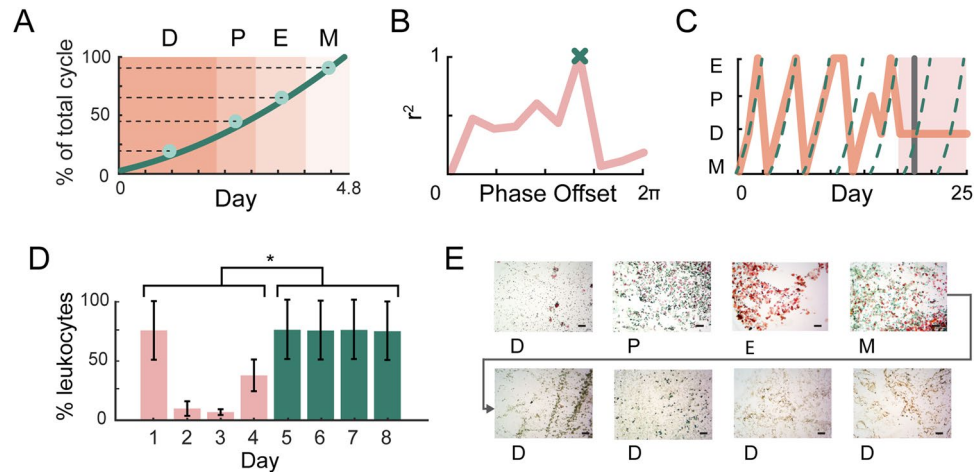 A
D P E M
% of total cycle
100
50
0
0
4.8
Day
B
1
r2
0
Phase Offset
2π
C
E
P
D
M
0
Day
25
D
*
% leukocytes
100
50
0
1 2 3 4 5 6 7 8
Day
E
D P E M
D D D D